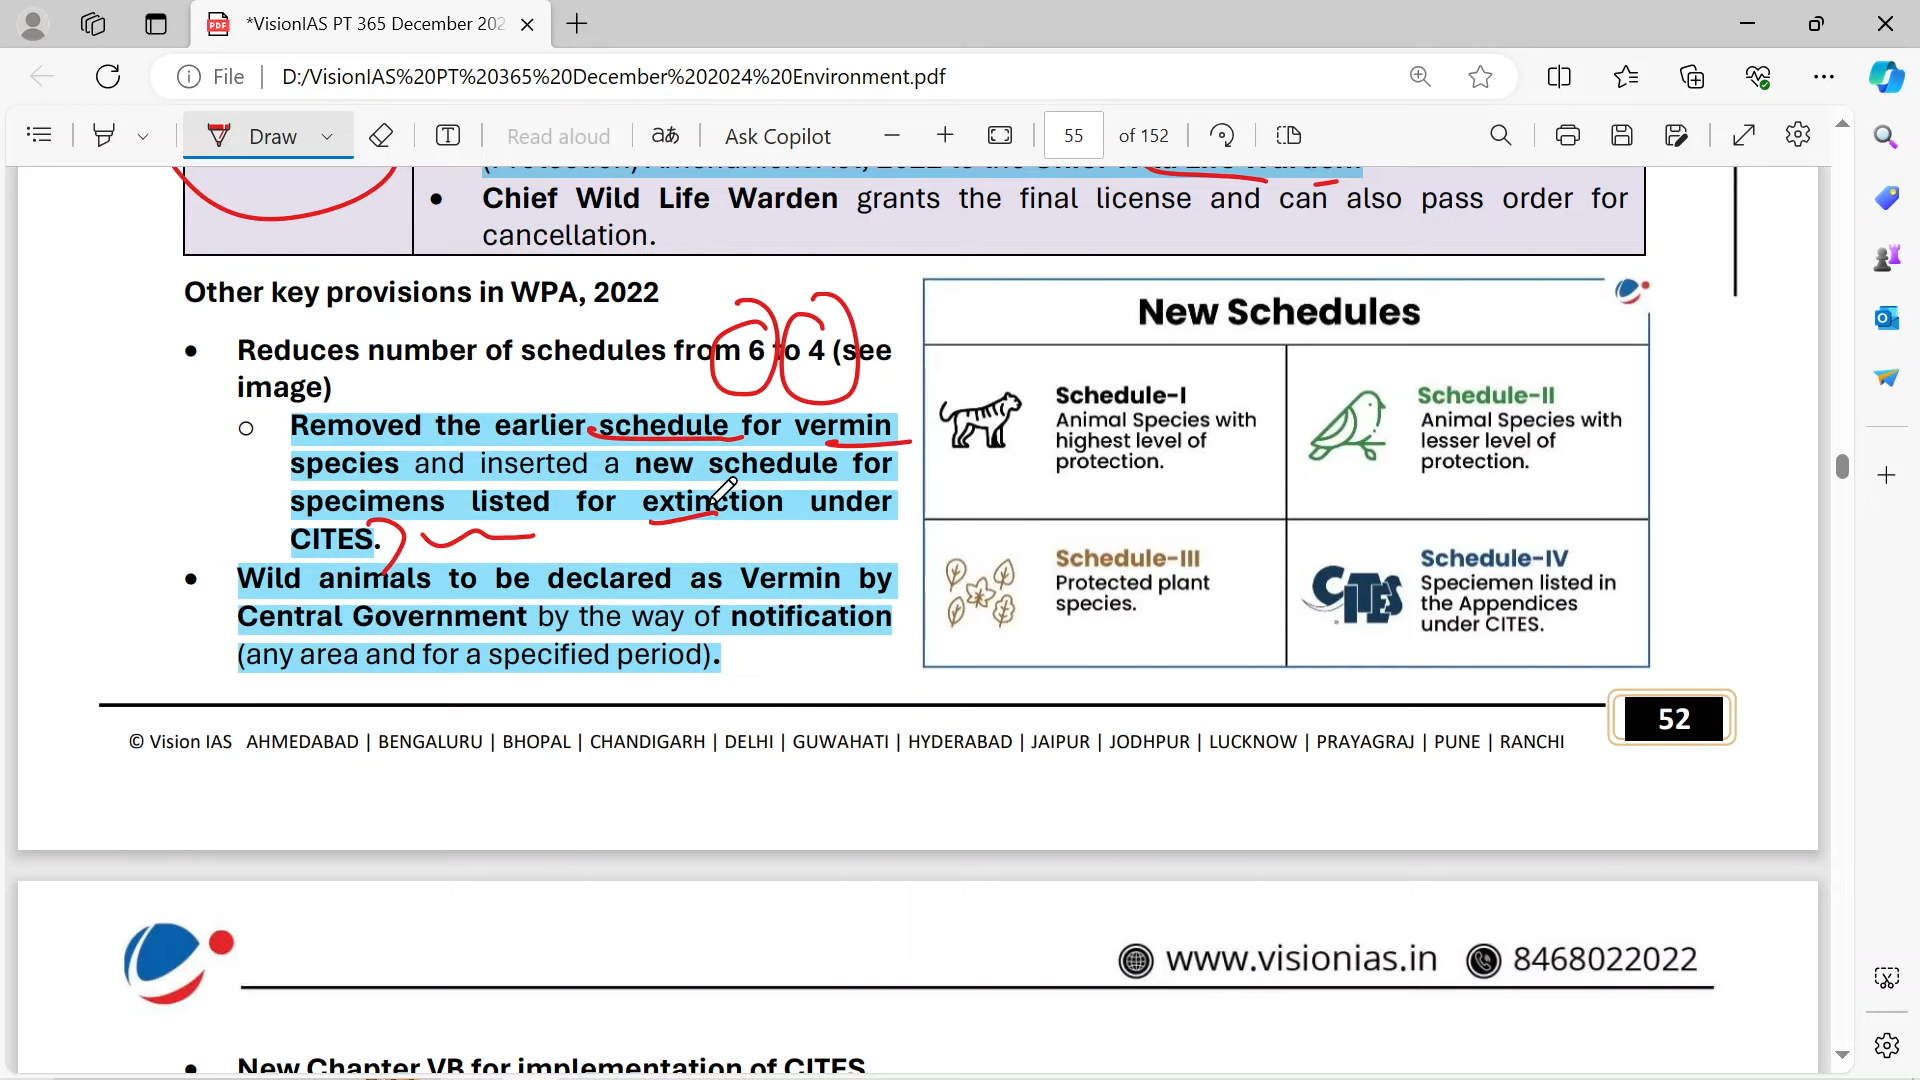 *VisionIAS PT 365 December 202
File
D:/VisionIAS%20PT%20365%20December%202024%20Environment.pdf
Draw
Read aloud
aあ
Ask Copilot
55
of 152
Chief Wild Life Warden grants the final license and can also pass order for
cancellation.
Other key provisions in WPA, 2022
Reduces number of schedules from 6 to 4 (see
image)
Removed the earlier schedule for vermin
species and inserted a new schedule for
specimens listed for extinction under
CITES.
Wild animals to be declared as Vermin by
Central Government by the way of notification
(any area and for a specified period).
New Schedules
Schedule-I
Animal Species with
highest level of
protection.
Schedule-II
Animal Species with
lesser level of
protection.
Schedule-III
Protected plant
species.
CITES
Schedule-IV
Speciemen listed in
the Appendices
under CITES.
© Vision IAS AHMEDABAD | BENGALURU | BHOPAL | CHANDIGARH | DELHI | GUWAHATI | HYDERABAD | JAIPUR | JODHPUR | LUCKNOW | PRAYAGRAJ | PUNE | RANCHI
52
www.visionias.in 8468022022
New Chapter VB for implementation of CITES